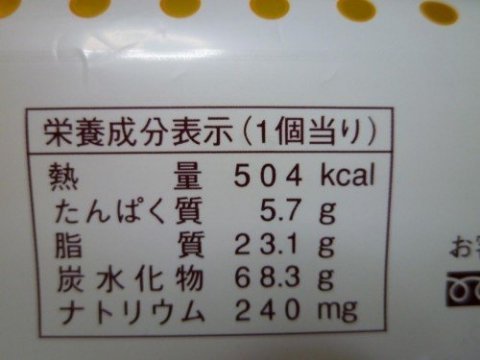 栄養成分表示(1個当り)
熱量 504 kcal
たんぱく質 5.7 g
脂質 23.1 g
炭水化物 68.3 g
ナトリウム 240 mg
お客